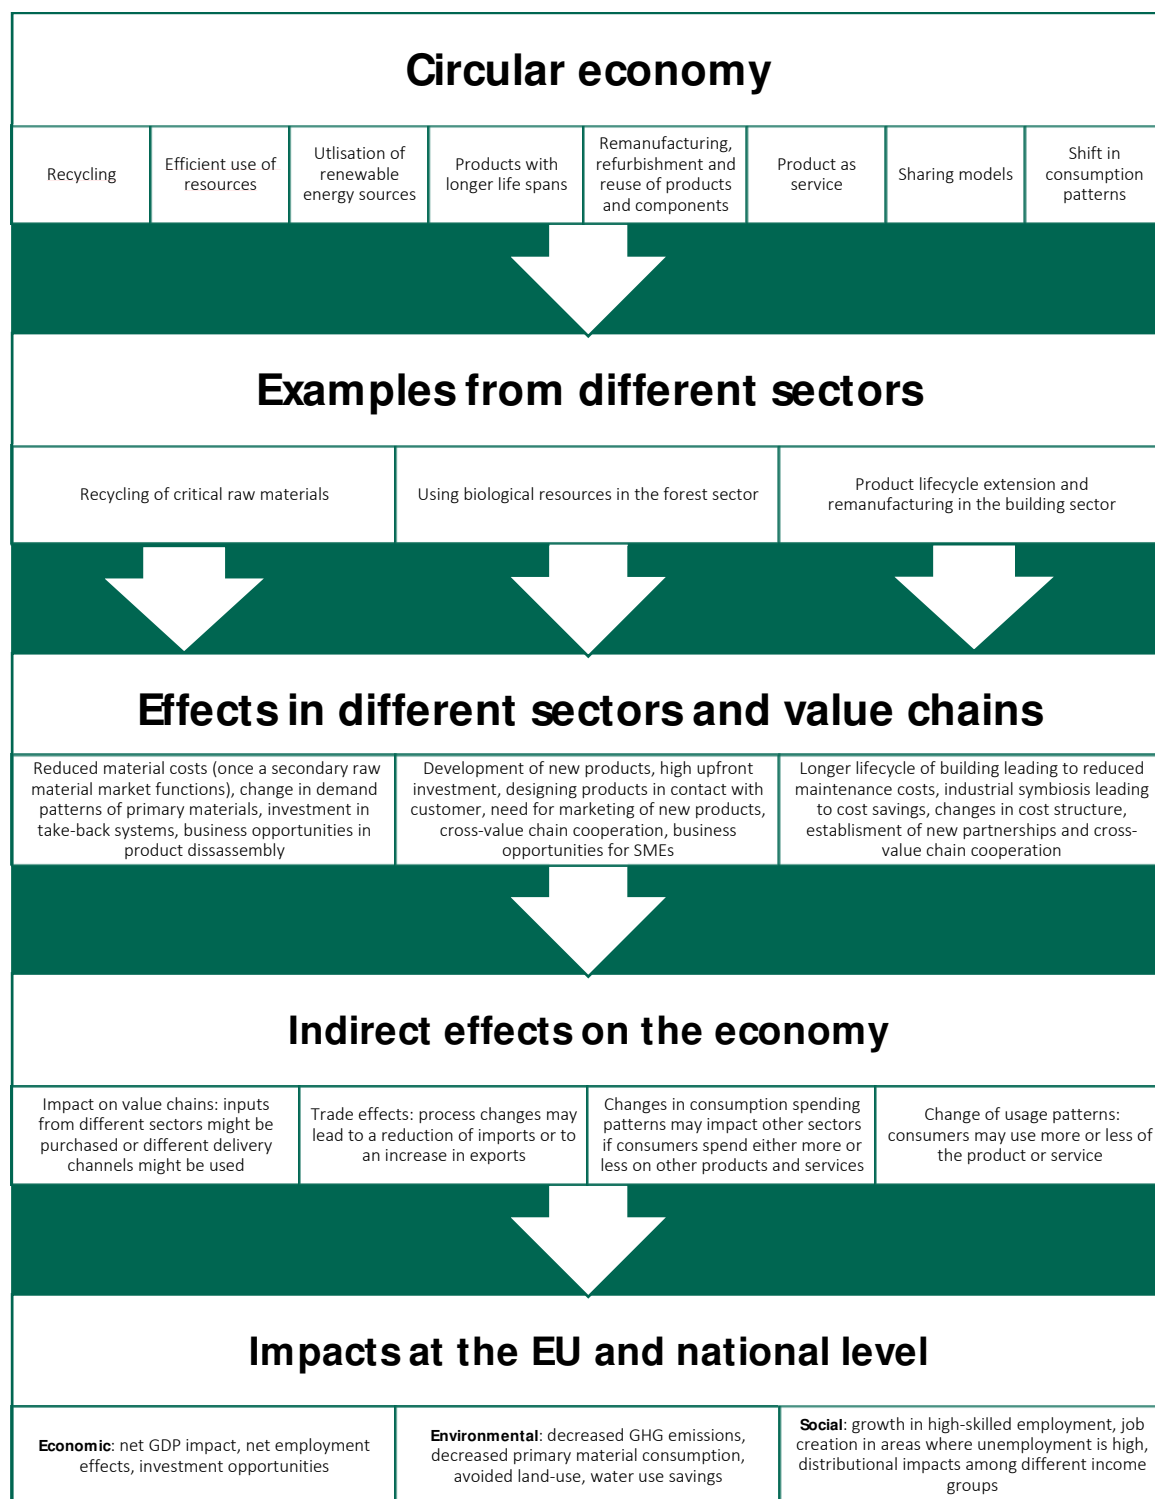 Circular economy
Recycling
Efficient use of
resources
Utlisation of
renewable
energy sources
Products with
longer life spans
Remanufacturing,
refurbishment and
reuse of products
and components
Product as
service
Sharing models
Shift in
consumption
patterns
Examples from different sectors
Recycling of critical raw materials
Using biological resources in the forest sector
Product lifecycle extension and
remanufacturing in the building sector
Effects in different sectors and value chains
Reduced material costs (once a secondary raw
material market functions), change in demand
patterns of primary materials, investment in
take-back systems, business opportunities in
product dissassembly
Development of new products, high upfront
investment, designing products in contact with
customer, need for marketing of new products,
cross-value chain cooperation, business
opportunities for SMEs
Longer lifecycle of building leading to reduced
maintenance costs, industrial symbiosis leading
to cost savings, changes in cost structure,
establisment of new partnerships and cross-
value chain cooperation
Indirect effects on the economy
Impact on value chains: inputs
from different sectors might be
purchased or different delivery
channels might be used
Trade effects: process changes may
lead to a reduction of imports or to
an increase in exports
Changes in consumption spending
patterns may impact other sectors
if consumers spend either more or
less on other products and services
Change of usage patterns:
consumers may use more or less of
the product or service
Impacts at the EU and national level
Economic: net GDP impact, net employment
effects, investment opportunities
Environmental: decreased GHG emissions,
decreased primary material consumption,
avoided land-use, water use savings
Social: growth in high-skilled employment, job
creation in areas where unemployment is high,
distributional impacts among different income
groups